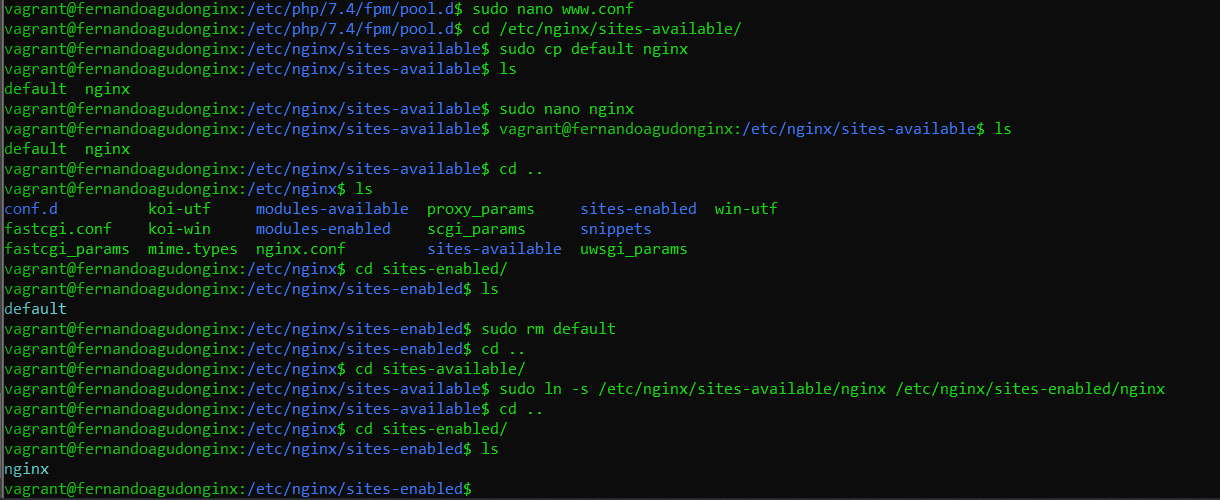 vagrant@fernandoagudonginx:/etc/php/7.4/fpm/pool.d$ sudo nano www.conf
vagrant@fernandoagudonginx:/etc/php/7.4/fpm/pool.d$ cd /etc/nginx/sites-available/
vagrant@fernandoagudonginx:/etc/nginx/sites-available$ sudo cp default nginx
vagrant@fernandoagudonginx:/etc/nginx/sites-available$ ls
default  nginx
vagrant@fernandoagudonginx:/etc/nginx/sites-available$ sudo nano nginx
vagrant@fernandoagudonginx:/etc/nginx/sites-available$ vagrant@fernandoagudonginx:/etc/nginx/sites-available$ ls
default  nginx
vagrant@fernandoagudonginx:/etc/nginx/sites-available$ cd ..
vagrant@fernandoagudonginx:/etc/nginx$ ls
conf.d          koi-utf     modules-available  proxy_params     sites-enabled  win-utf
fastcgi.conf    koi-win     modules-enabled    scgi_params      snippets
fastcgi_params  mime.types  nginx.conf         sites-available  uwsgi_params
vagrant@fernandoagudonginx:/etc/nginx$ cd sites-enabled/
vagrant@fernandoagudonginx:/etc/nginx/sites-enabled$ ls
default
vagrant@fernandoagudonginx:/etc/nginx/sites-enabled$ sudo rm default
vagrant@fernandoagudonginx:/etc/nginx/sites-enabled$ cd ..
vagrant@fernandoagudonginx:/etc/nginx$ cd sites-available/
vagrant@fernandoagudonginx:/etc/nginx/sites-available$ sudo ln -s /etc/nginx/sites-available/nginx /etc/nginx/sites-enabled/nginx
vagrant@fernandoagudonginx:/etc/nginx/sites-available$ cd ..
vagrant@fernandoagudonginx:/etc/nginx$ cd sites-enabled/
vagrant@fernandoagudonginx:/etc/nginx/sites-enabled$ ls
nginx
vagrant@fernandoagudonginx:/etc/nginx/sites-enabled$